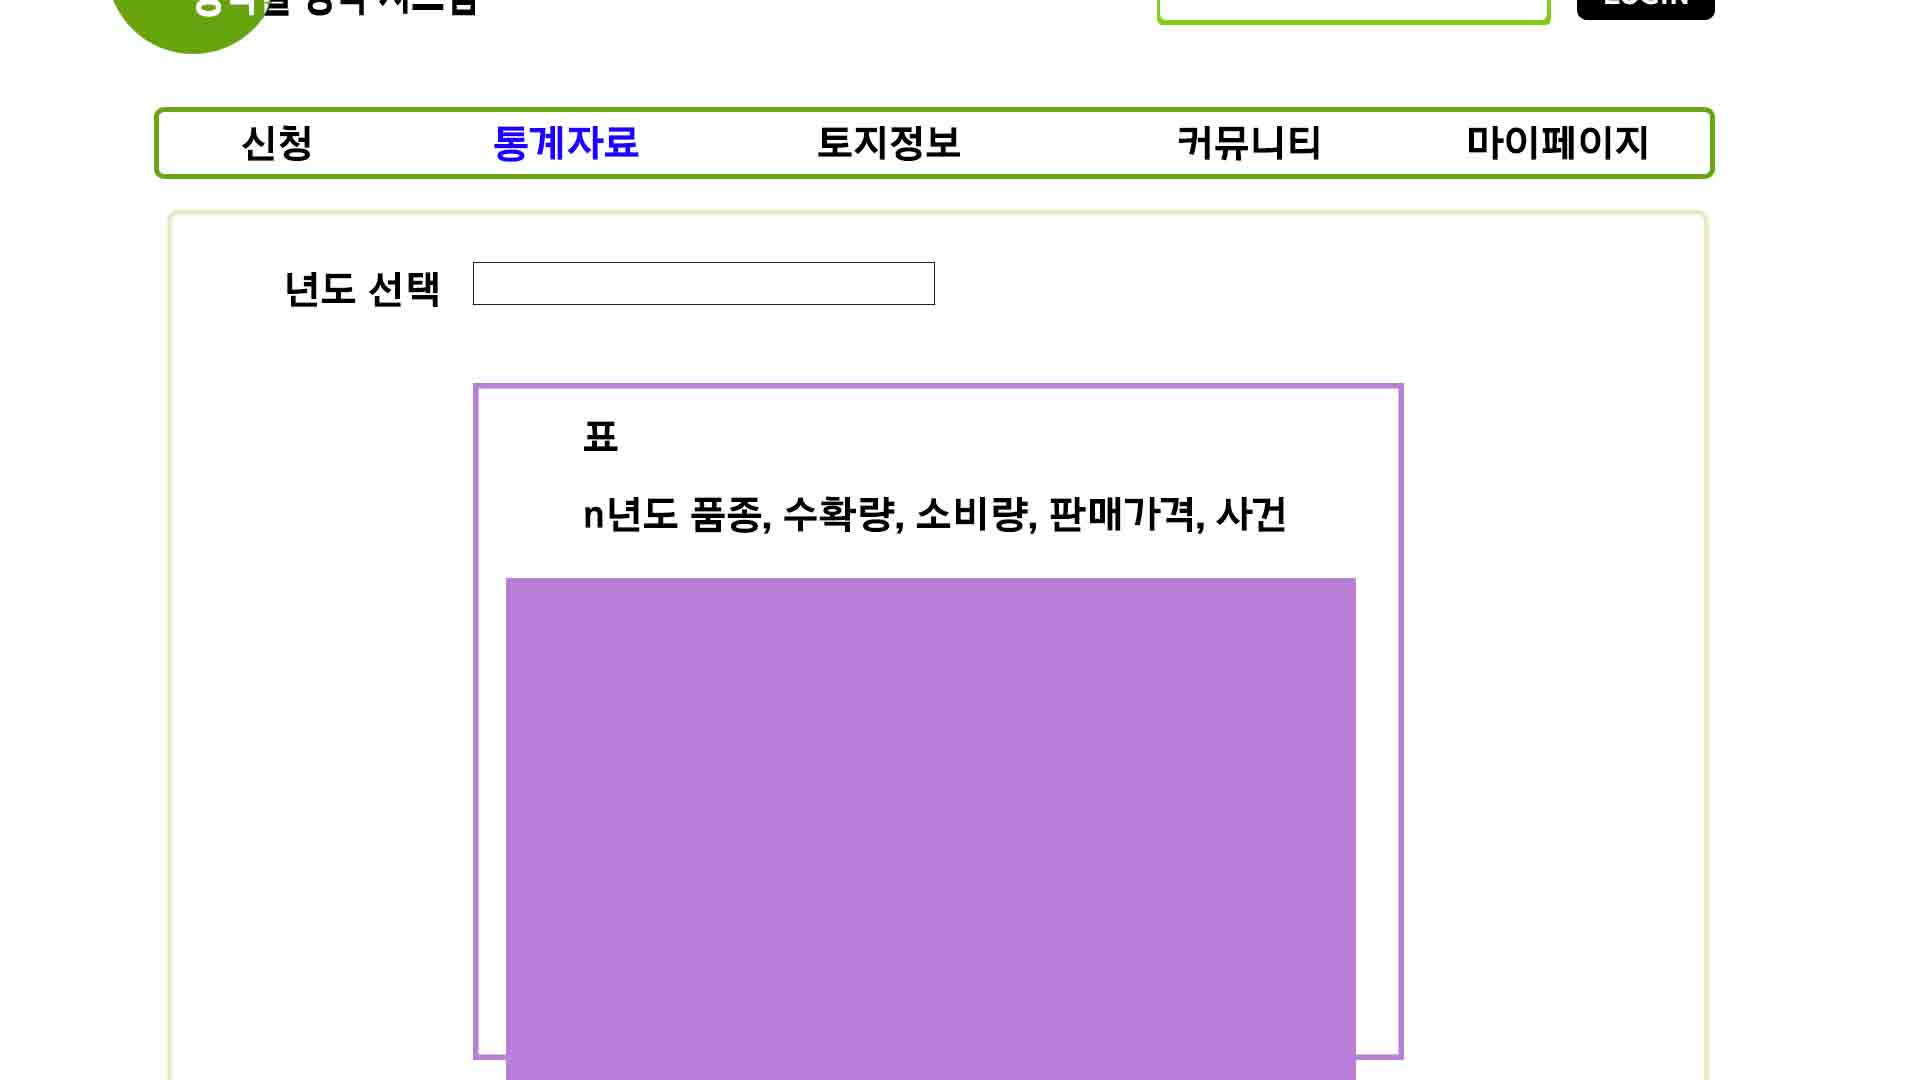 LOGIN
신청 통계자료 토지정보 커뮤니티 마이페이지
년도 선택
표
n년도 품종, 수확량, 소비량, 판매가격, 사건